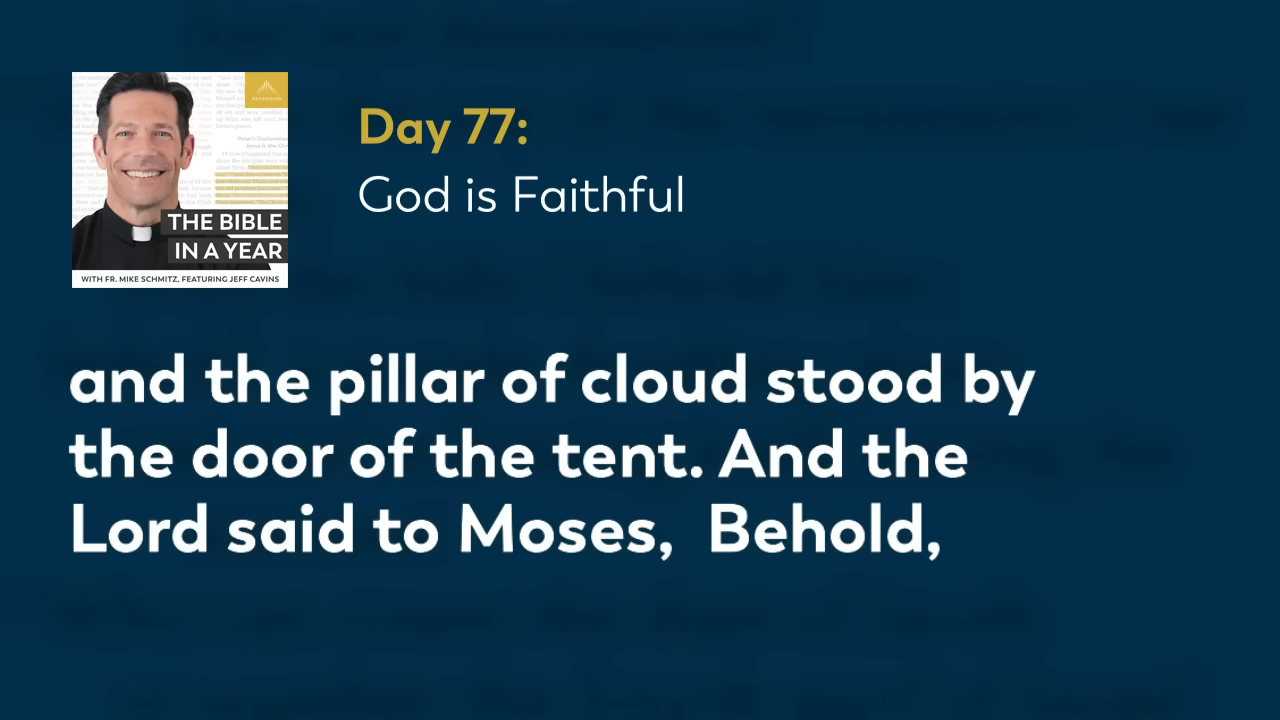 THE BIBLE
IN A YEAR
WITH FR. MIKE SCHMITZ, FEATURING JEFF CAVINS
Day 77:
God is Faithful
and the pillar of cloud stood by
the door of the tent. And the
Lord said to Moses,  Behold,